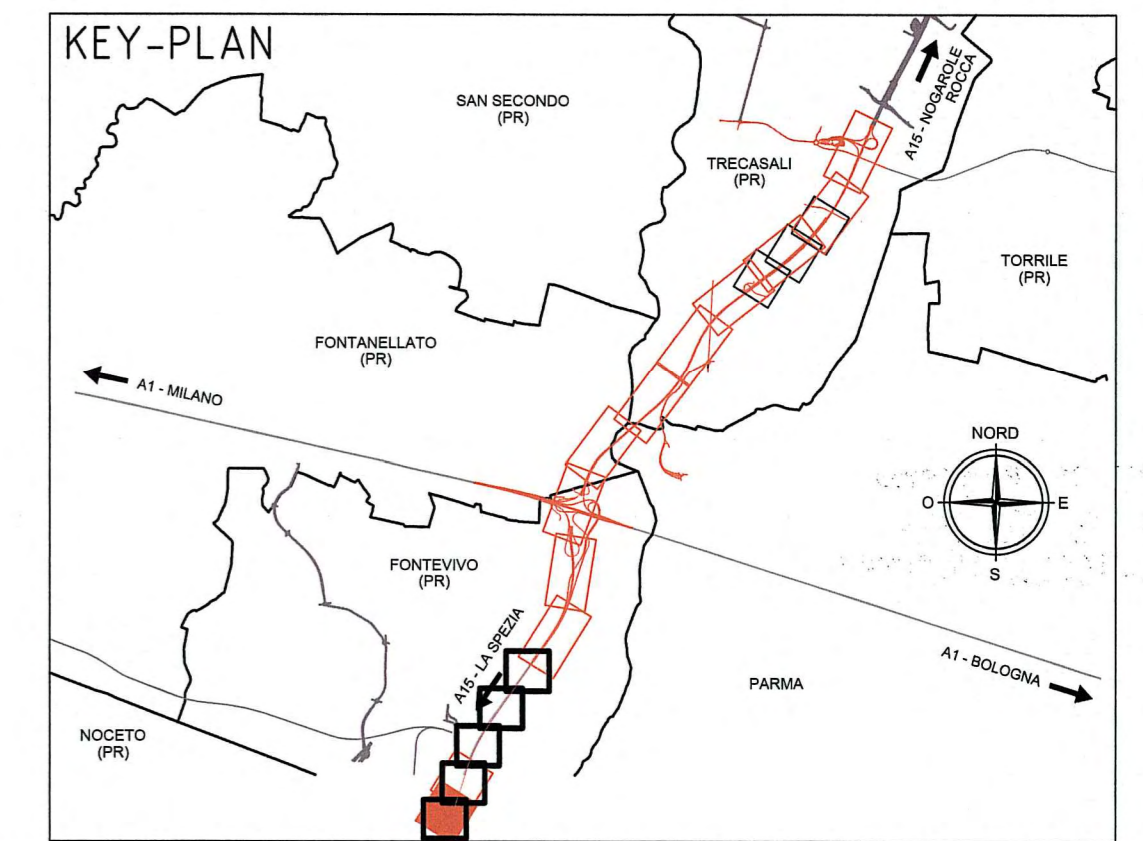 KEY-PLAN
SAN SECONDO
(PR)
A15 - NOGAROLE
ROCCA
TRECASALI
(PR)
TORRILE
(PR)
FONTANELLATO
(PR)
A1 - MILANO
NORD
O
E
S
FONTEVIVO
(PR)
A15 - LA SPEZIA
A1 - BOLOGNA
PARMA
NOCETO
(PR)